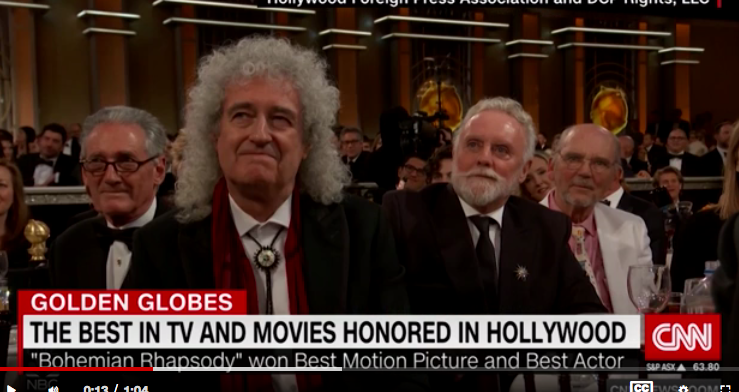 Hollywood Foreign Press Association and DCP Rights, LLC
GOLDEN GLOBES
THE BEST IN TV AND MOVIES HONORED IN HOLLYWOOD
CNN
"Bohemian Rhapsody" won Best Motion Picture and Best Actor
S&P ASX ▲ 63.80
NBC
0:13 / 1:04
CC